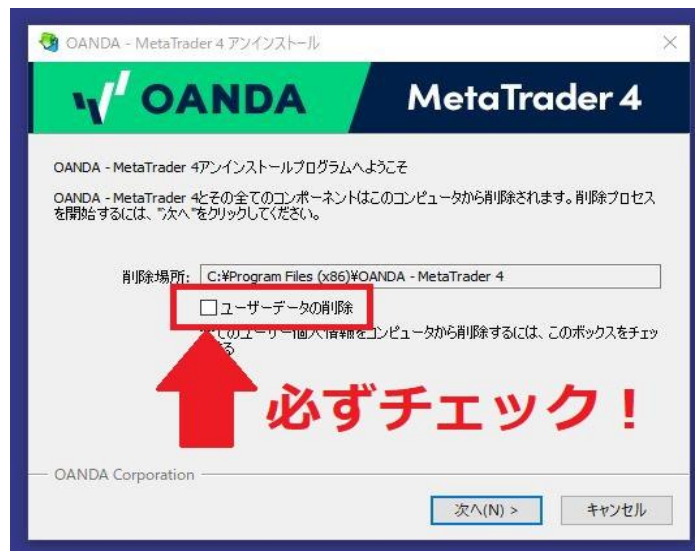 OANDA - MetaTrader 4 アンインストール
OANDA
MetaTrader 4
OANDA - MetaTrader 4アンインストールプログラムへようこそ
OANDA - MetaTrader 4とその全てのコンポーネントはこのコンピュータから削除されます。削除プロセス
を開始するには、"次へ"をクリックしてください。
削除場所: C:¥Program Files (x86)¥OANDA - MetaTrader 4
ユーザーデータの削除
てのユーザー個人情報をコンピュータから削除するには、このボックスをチェッ
る
必ずチェック！
OANDA Corporation
次へ(N) >
キャンセル